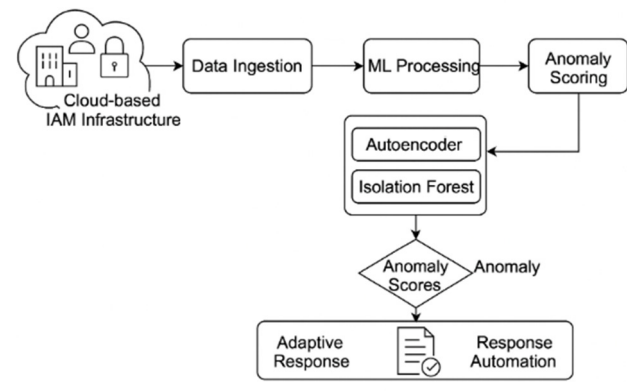 Cloud-based
IAM Infrastructure
Data Ingestion
ML Processing
Anomaly
Scoring
Autoencoder
Isolation Forest
Anomaly
Scores
Anomaly
Adaptive
Response
Response
Automation